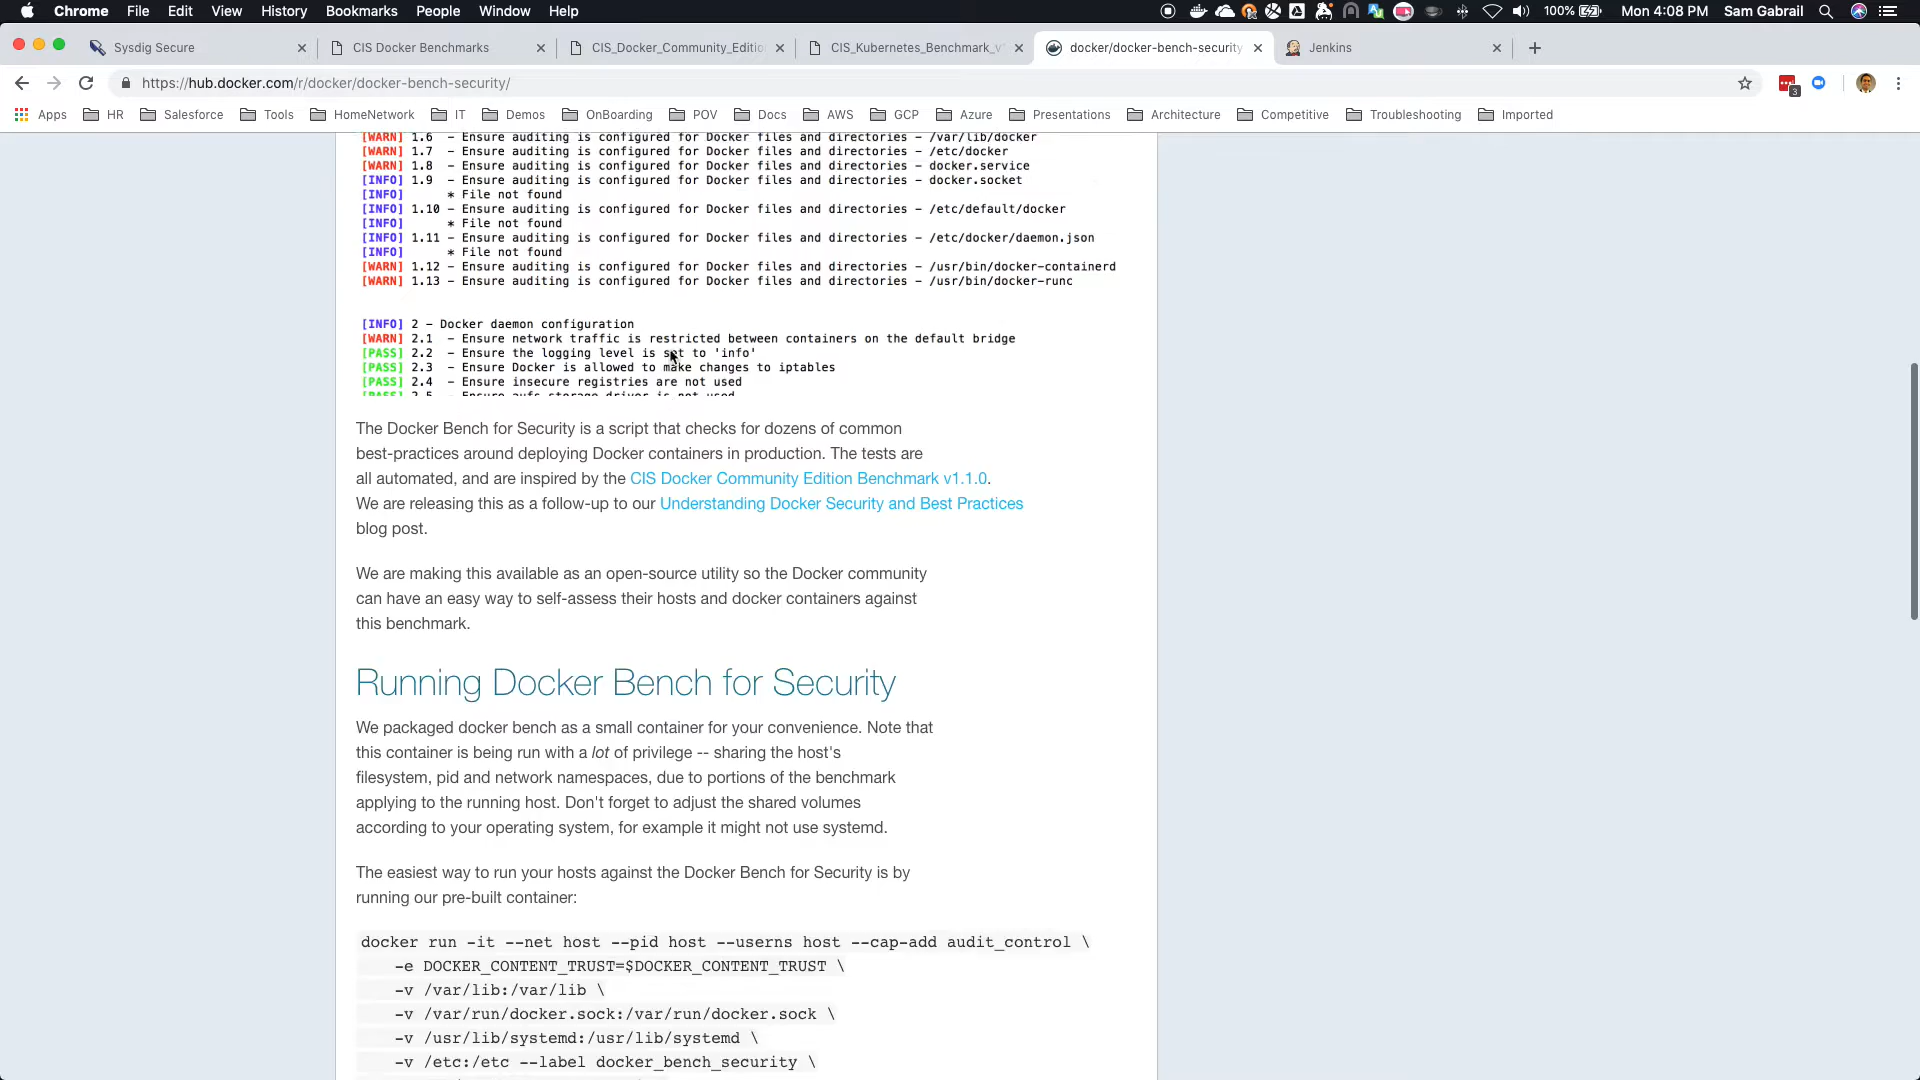 Chrome File Edit View History Bookmarks People Window Help 100% Mon 4:08 PM Sam Gabrail
Sysdig Secure CIS Docker Benchmarks CIS_Docker_Community_Editio CIS_Kubernetes_Benchmark_v docker/docker-bench-security Jenkins
https://hub.docker.com/r/docker/docker-bench-security/ 3
Apps HR Salesforce Tools HomeNetwork IT Demos OnBoarding POV Docs AWS GCP Azure Presentations Architecture Competitive Troubleshooting Imported
[WARN] 1.6 - Ensure auditing is configured for Docker files and directories - /var/lib/docker
[WARN] 1.7 - Ensure auditing is configured for Docker files and directories - /etc/docker
[WARN] 1.8 - Ensure auditing is configured for Docker files and directories - docker.service
[INFO] 1.9 - Ensure auditing is configured for Docker files and directories - docker.socket
[INFO] * File not found
[INFO] 1.10 - Ensure auditing is configured for Docker files and directories - /etc/default/docker
[INFO] * File not found
[INFO] 1.11 - Ensure auditing is configured for Docker files and directories - /etc/docker/daemon.json
[INFO] * File not found
[WARN] 1.12 - Ensure auditing is configured for Docker files and directories - /usr/bin/docker-containerd
[WARN] 1.13 - Ensure auditing is configured for Docker files and directories - /usr/bin/docker-runc
[INFO] 2 - Docker daemon configuration
[WARN] 2.1 - Ensure network traffic is restricted between containers on the default bridge
[PASS] 2.2 - Ensure the logging level is set to 'info'
[PASS] 2.3 - Ensure Docker is allowed to make changes to iptables
[PASS] 2.4 - Ensure insecure registries are not used
[PASS] 2.5 - Ensure aufs storage driver is not used
The Docker Bench for Security is a script that checks for dozens of common
best-practices around deploying Docker containers in production. The tests are
all automated, and are inspired by the CIS Docker Community Edition Benchmark v1.1.0.
We are releasing this as a follow-up to our Understanding Docker Security and Best Practices
blog post.
We are making this available as an open-source utility so the Docker community
can have an easy way to self-assess their hosts and docker containers against
this benchmark.
Running Docker Bench for Security
We packaged docker bench as a small container for your convenience. Note that
this container is being run with a lot of privilege -- sharing the host's
filesystem, pid and network namespaces, due to portions of the benchmark
applying to the running host. Don't forget to adjust the shared volumes
according to your operating system, for example it might not use systemd.
The easiest way to run your hosts against the Docker Bench for Security is by
running our pre-built container:
docker run -it --net host --pid host --userns host --cap-add audit_control \
-e DOCKER_CONTENT_TRUST=$DOCKER_CONTENT_TRUST \
-v /var/lib:/var/lib \
-v /var/run/docker.sock:/var/run/docker.sock \
-v /usr/lib/systemd:/usr/lib/systemd \
-v /etc:/etc --label docker_bench_security \